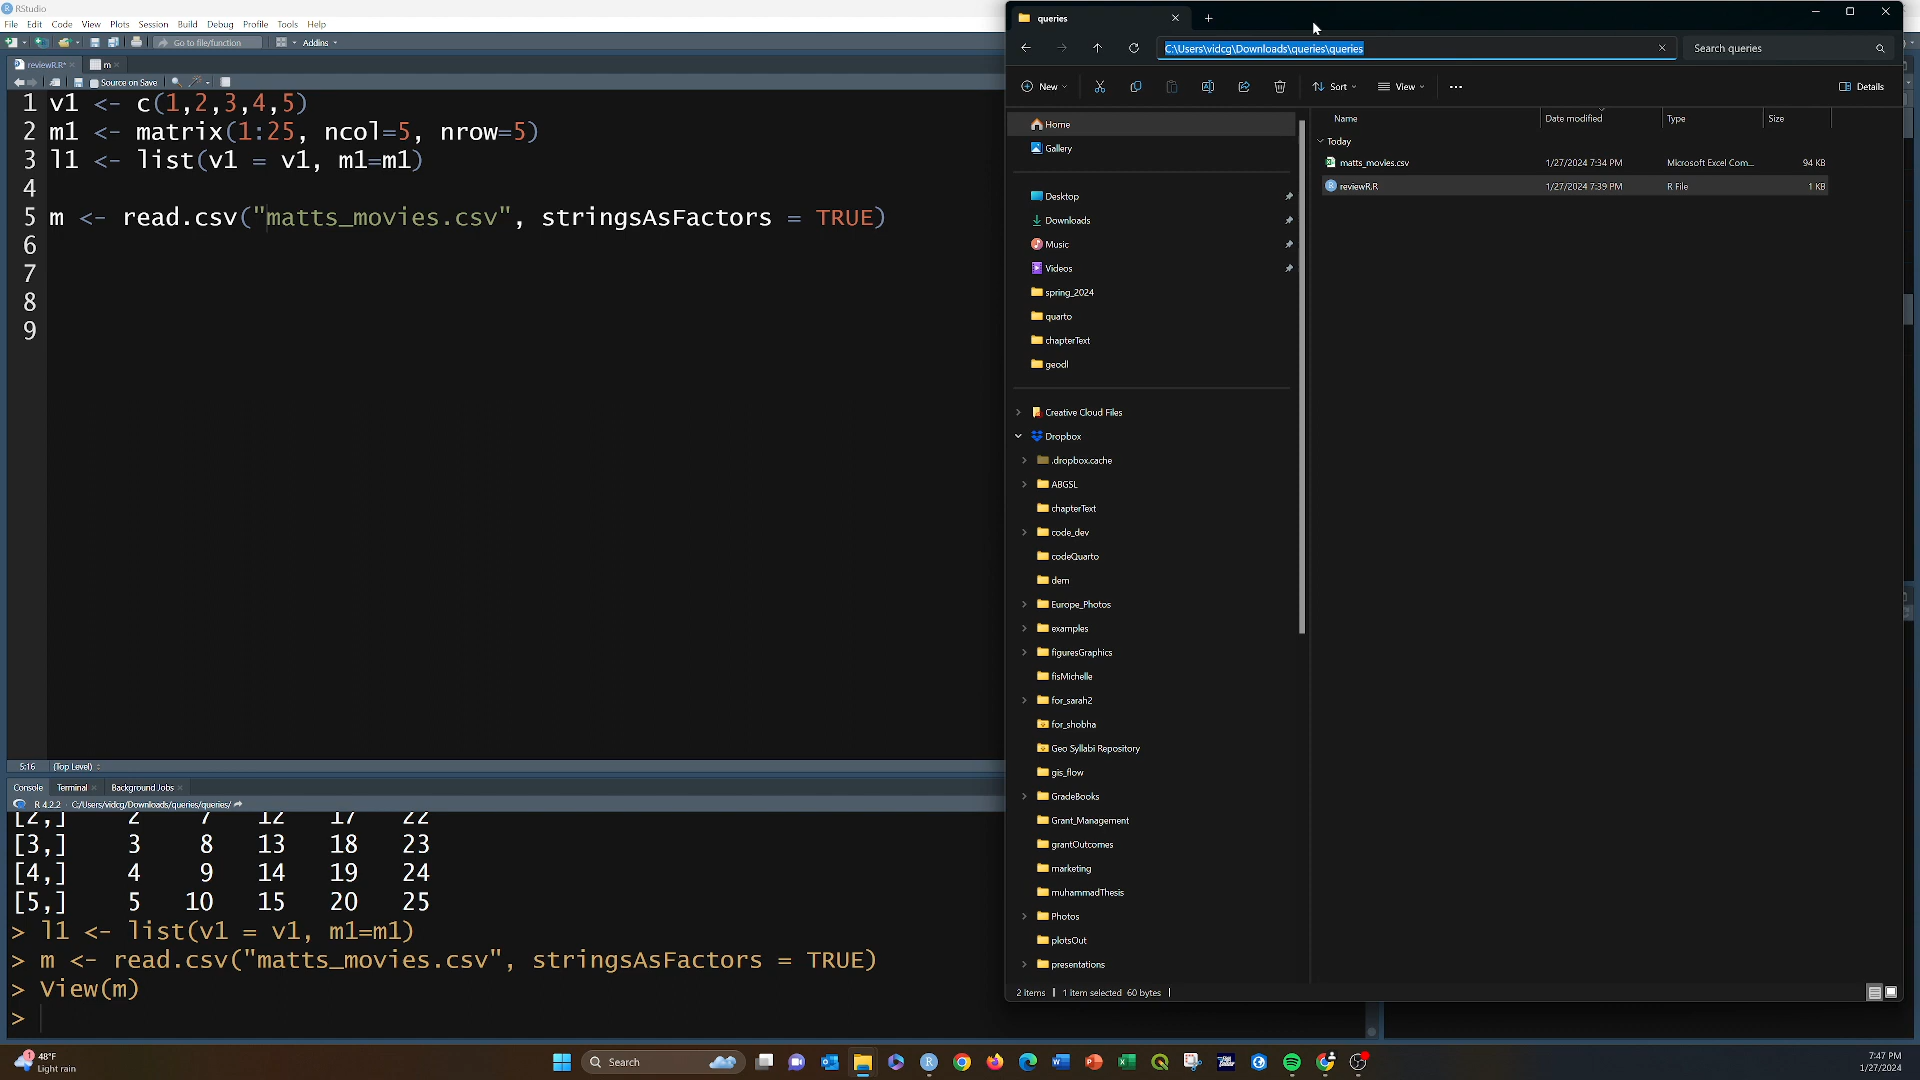 RStudio
File Edit Code View Plots Session Build Debug Profile Tools Help
Go to file/function Addins
reviewR.R* m
Source on Save
1 v1 <- c(1,2,3,4,5)
2 m1 <- matrix(1:25, ncol=5, nrow=5)
3 l1 <- list(v1 = v1, m1=m1)
4
5 m <- read.csv("matts_movies.csv", stringsAsFactors = TRUE)
6
7
8
9
5:16 (Top Level)
Console Terminal Background Jobs
R 4.2.2 · C:/Users/vidcg/Downloads/queries/queries/
[2,] 2 7 12 17 22
[3,] 3 8 13 18 23
[4,] 4 9 14 19 24
[5,] 5 10 15 20 25
> l1 <- list(v1 = v1, m1=m1)
> m <- read.csv("matts_movies.csv", stringsAsFactors = TRUE)
> View(m)
>
queries
C:\Users\vidcg\Downloads\queries\queries
Search queries
New Sort View Details
Home
Gallery
Desktop
Downloads
Music
Videos
spring_2024
quarto
chapterText
geodl
Creative Cloud Files
Dropbox
.dropbox.cache
ABGSL
chapterText
code_dev
codeQuarto
dem
Europe_Photos
examples
figuresGraphics
fisMichelle
for_sarah2
for_shobha
Geo Syllabi Repository
gis_flow
GradeBooks
Grant_Management
grantOutcomes
marketing
muhammadThesis
Photos
plotsOut
presentations
Name Date modified Type Size
Today
matts_movies.csv 1/27/2024 7:34 PM Microsoft Excel Com... 94 KB
reviewR.R 1/27/2024 7:39 PM R File 1 KB
2 items 1 item selected 60 bytes
1
48°F
Light rain
Search
7:47 PM
1/27/2024